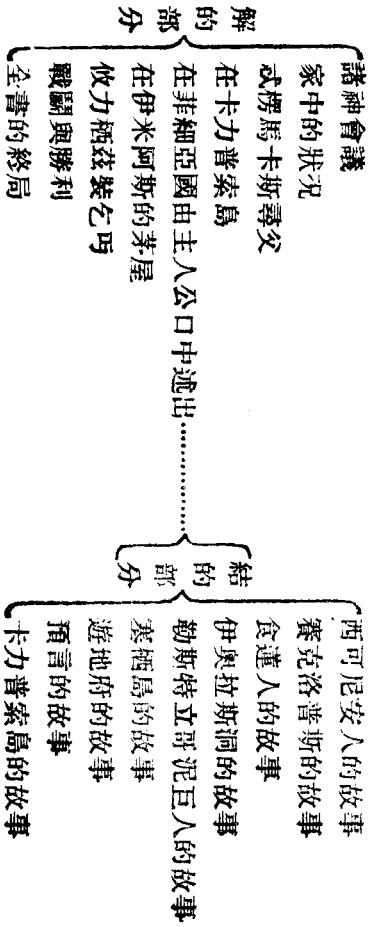 解的部分
諸神會議
家中的狀況
忒楞馬卡斯尋父
在卡力普索島
在菲細亞國由主人公口中述出
在伊米阿斯的茅屋
攸力栖茲裝乞丐
戰鬭與勝利
全書的終局
結的部分
西可尼安人的故事
賽克洛普斯的故事
食蓮人的故事
伊奧拉斯洞的故事
勒斯特立哥泥巨人的故事
塞栖島的故事
遊地府的故事
預言的故事
卡力普索島的故事